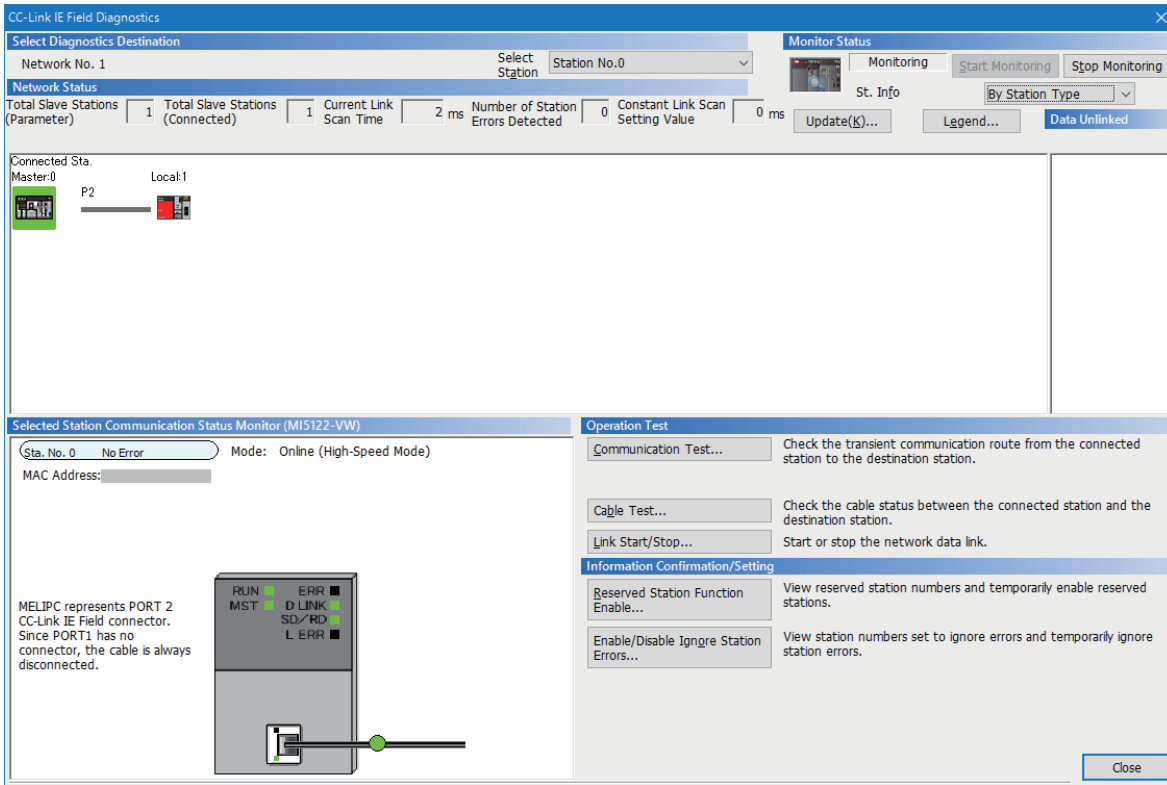 CC-Link IE Field Diagnostics
Select Diagnostics Destination
Network No. 1
Select
Station
Station No.0
Monitor Status
Monitoring
Start Monitoring
Stop Monitoring
St. Info
By Station Type
Update(K)...
Legend...
Data Unlinked
Network Status
Total Slave Stations
(Parameter)
1
Total Slave Stations
(Connected)
1
Current Link
Scan Time
2 ms
Number of Station
Errors Detected
0
Constant Link Scan
Setting Value
0 ms
Connected Sta.
Master:0
P2
Local:1
Selected Station Communication Status Monitor (MI5122-VW)
Sta. No. 0 No Error
Mode: Online (High-Speed Mode)
MAC Address:
MELIPC represents PORT 2
CC-Link IE Field connector.
Since PORT1 has no
connector, the cable is always
disconnected.
RUN ERR
MST D LINK
SD/RD
L ERR
Operation Test
Communication Test...
Check the transient communication route from the connected
station to the destination station.
Cable Test...
Check the cable status between the connected station and the
destination station.
Link Start/Stop...
Start or stop the network data link.
Information Confirmation/Setting
Reserved Station Function
Enable...
View reserved station numbers and temporarily enable reserved
stations.
Enable/Disable Ignore Station
Errors...
View station numbers set to ignore errors and temporarily ignore
station errors.
Close